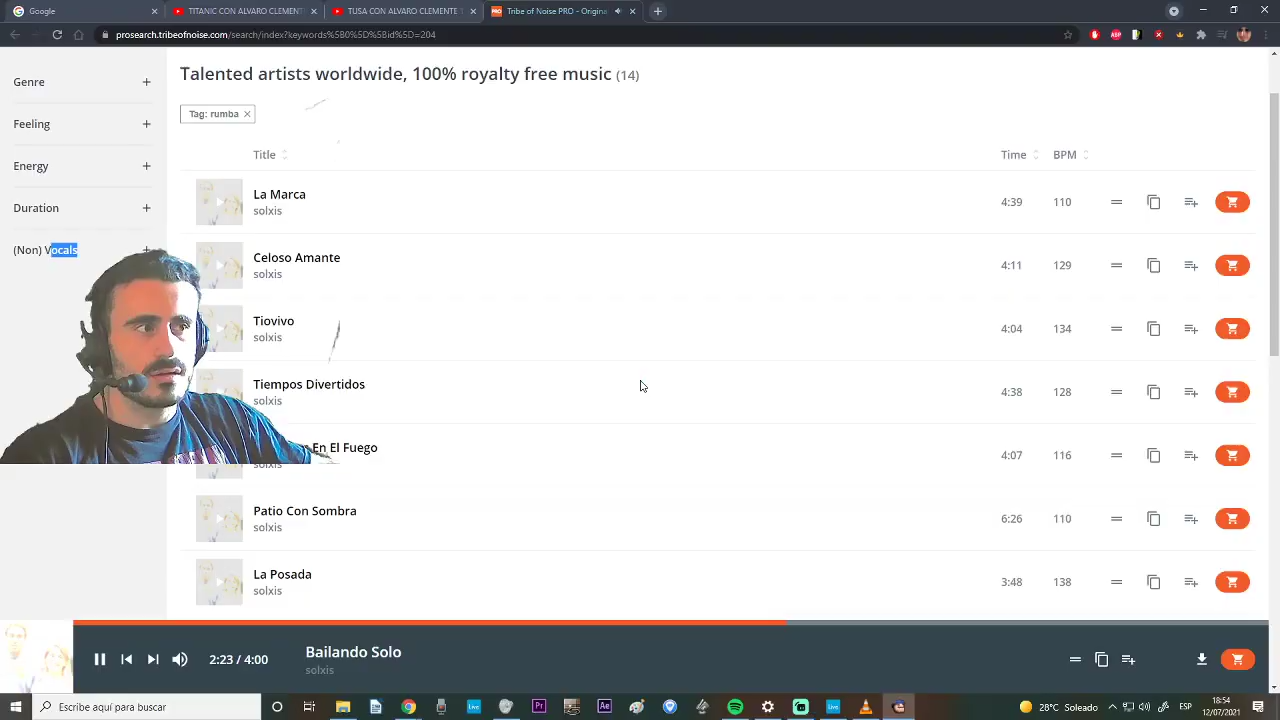 Google
TITANIC CON ALVARO CLEMENT
TUSA CON ALVARO CLEMENTE
Tribe of Noise PRO - Origina
prosearch.tribeofnoise.com/search/index?keywords%5B0%5D%5Bid%5D=204
Genre
Feeling
Energy
Duration
(Non) Vocals
Talented artists worldwide, 100% royalty free music (14)
Tag: rumba
Title
Time
BPM
La Marca
solxis
4:39
110
Celoso Amante
solxis
4:11
129
Tiovivo
solxis
4:04
134
Tiempos Divertidos
solxis
4:38
128
En El Fuego
solxis
4:07
116
Patio Con Sombra
solxis
6:26
110
La Posada
solxis
3:48
138
2:23 / 4:00
Bailando Solo
solxis
Escribe aquí para buscar
28°C Soleado
ESP
18:54
12/07/2021